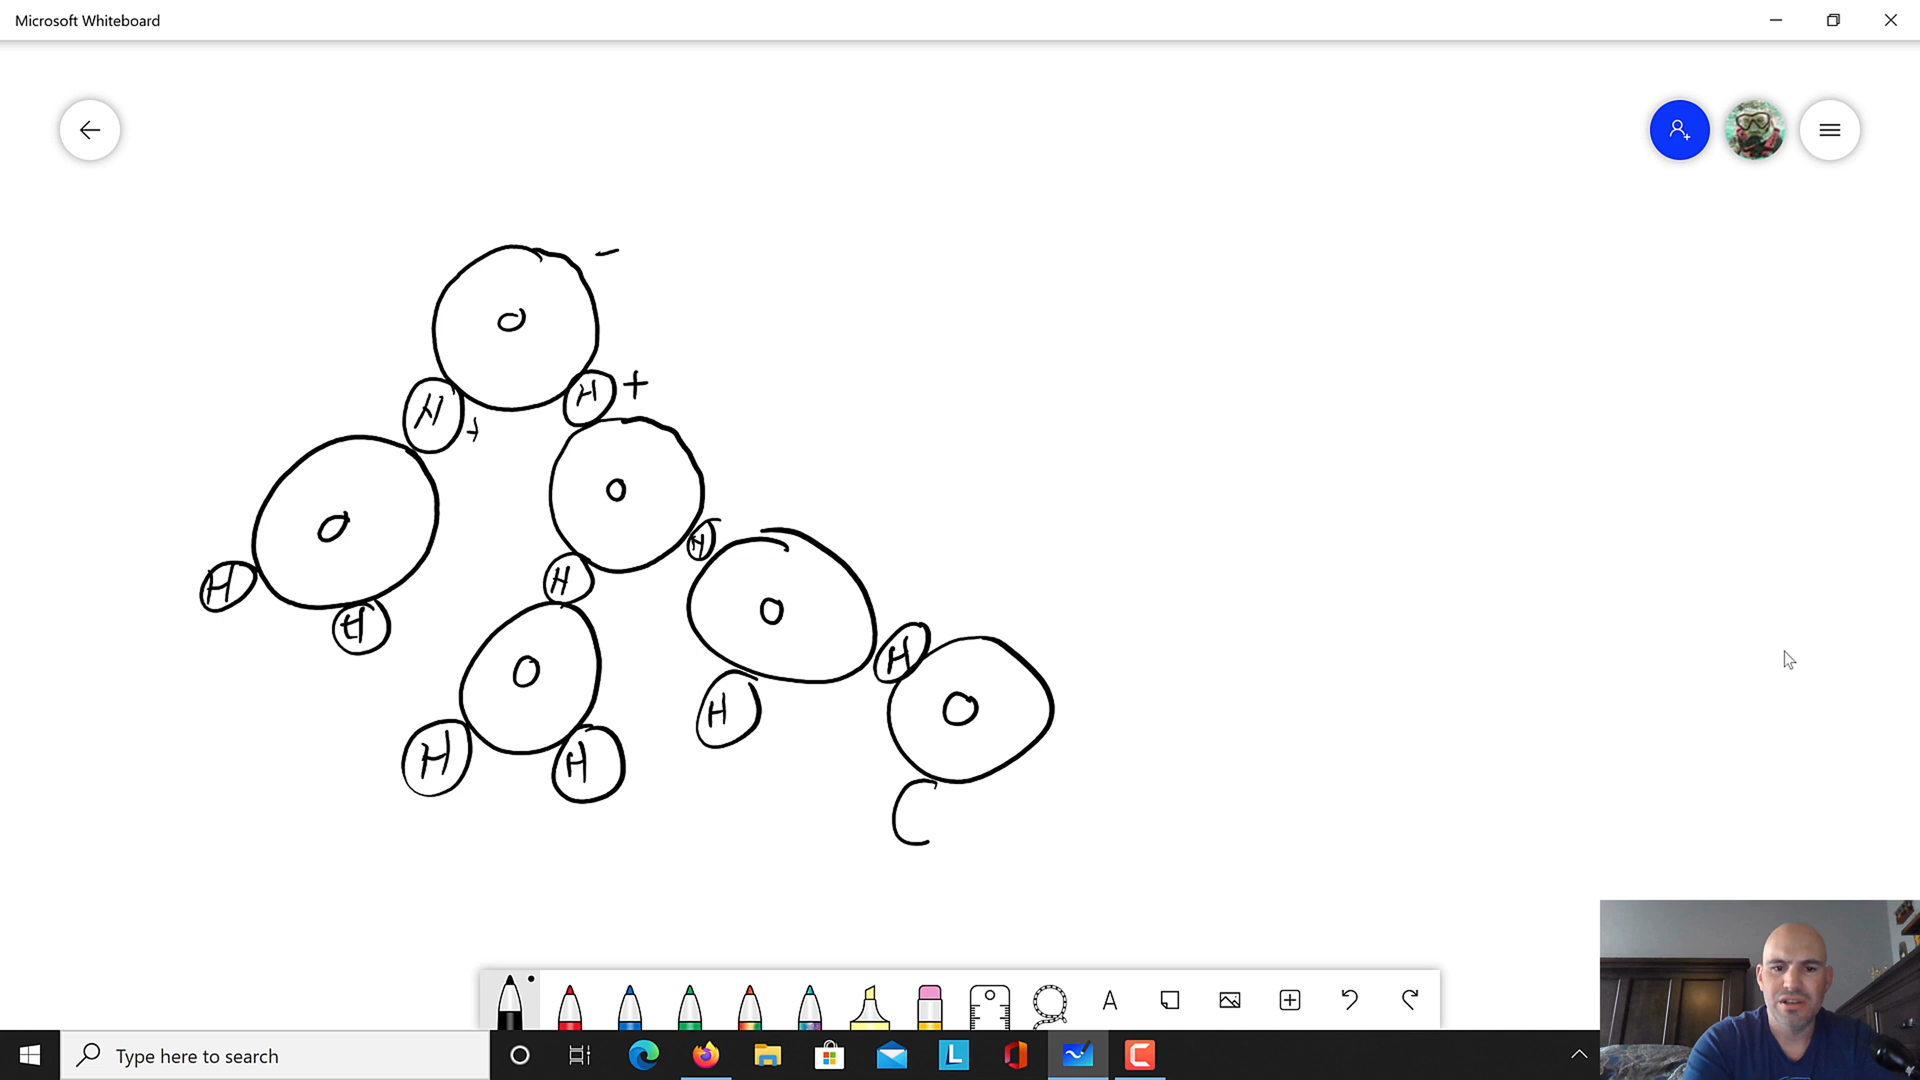 Microsoft Whiteboard
-
O
H
H +
+
O
O
H
H
H
O
H
H
O
H
O
H
H
H
A
Type here to search
L